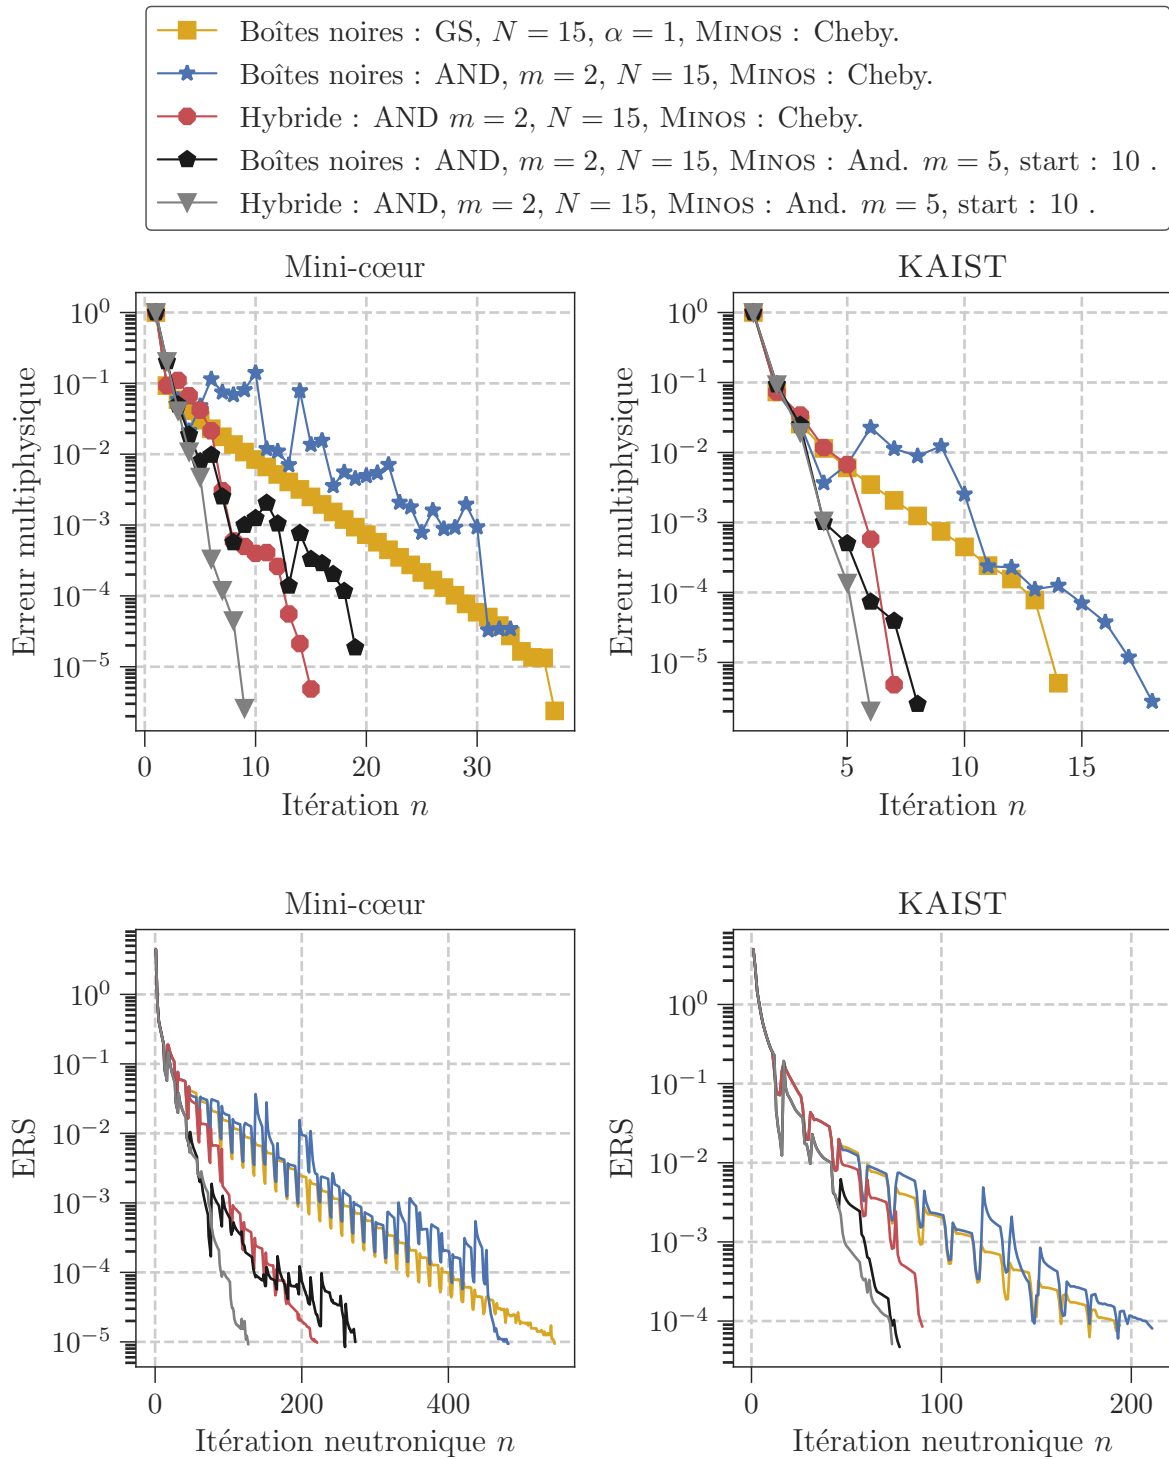 Boîtes noires : GS, N = 15, α = 1, MINOS : Cheby.
Boîtes noires : AND, m = 2, N = 15, MINOS : Cheby.
Hybride : AND m = 2, N = 15, MINOS : Cheby.
Boîtes noires : AND, m = 2, N = 15, MINOS : And. m = 5, start : 10 .
Hybride : AND, m = 2, N = 15, MINOS : And. m = 5, start : 10 .
Mini-cœur
Erreur multiphysique
10^0
10^-1
10^-2
10^-3
10^-4
10^-5
0 10 20 30
Itération n
KAIST
Erreur multiphysique
10^0
10^-1
10^-2
10^-3
10^-4
10^-5
5 10 15
Itération n
Mini-cœur
ERS
10^0
10^-1
10^-2
10^-3
10^-4
10^-5
0 200 400
Itération neutronique n
KAIST
ERS
10^0
10^-1
10^-2
10^-3
10^-4
0 100 200
Itération neutronique n